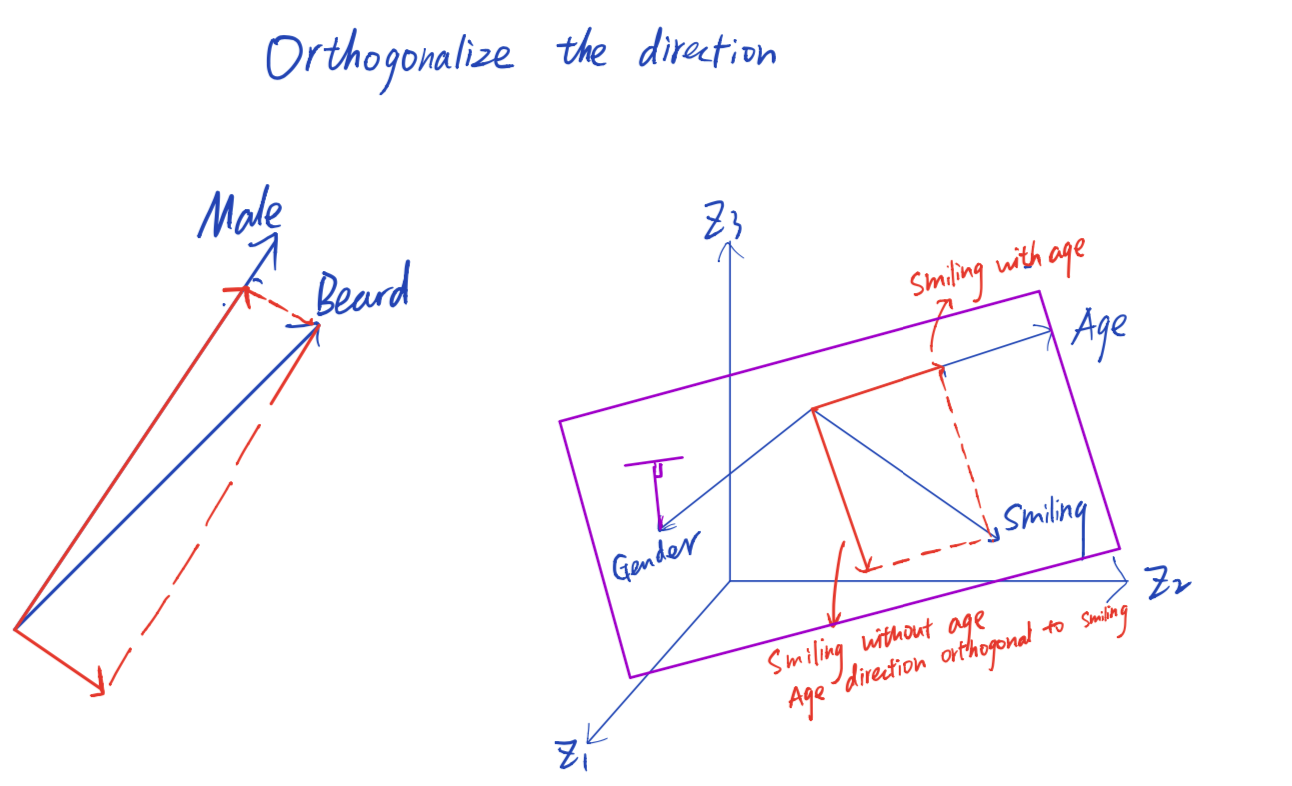 Orthogonalize the direction
Male
Beard
Z3
Smiling with age
Age
Smiling
Gender
Z2
Smiling without age
Age direction orthogonal to smiling
Z1